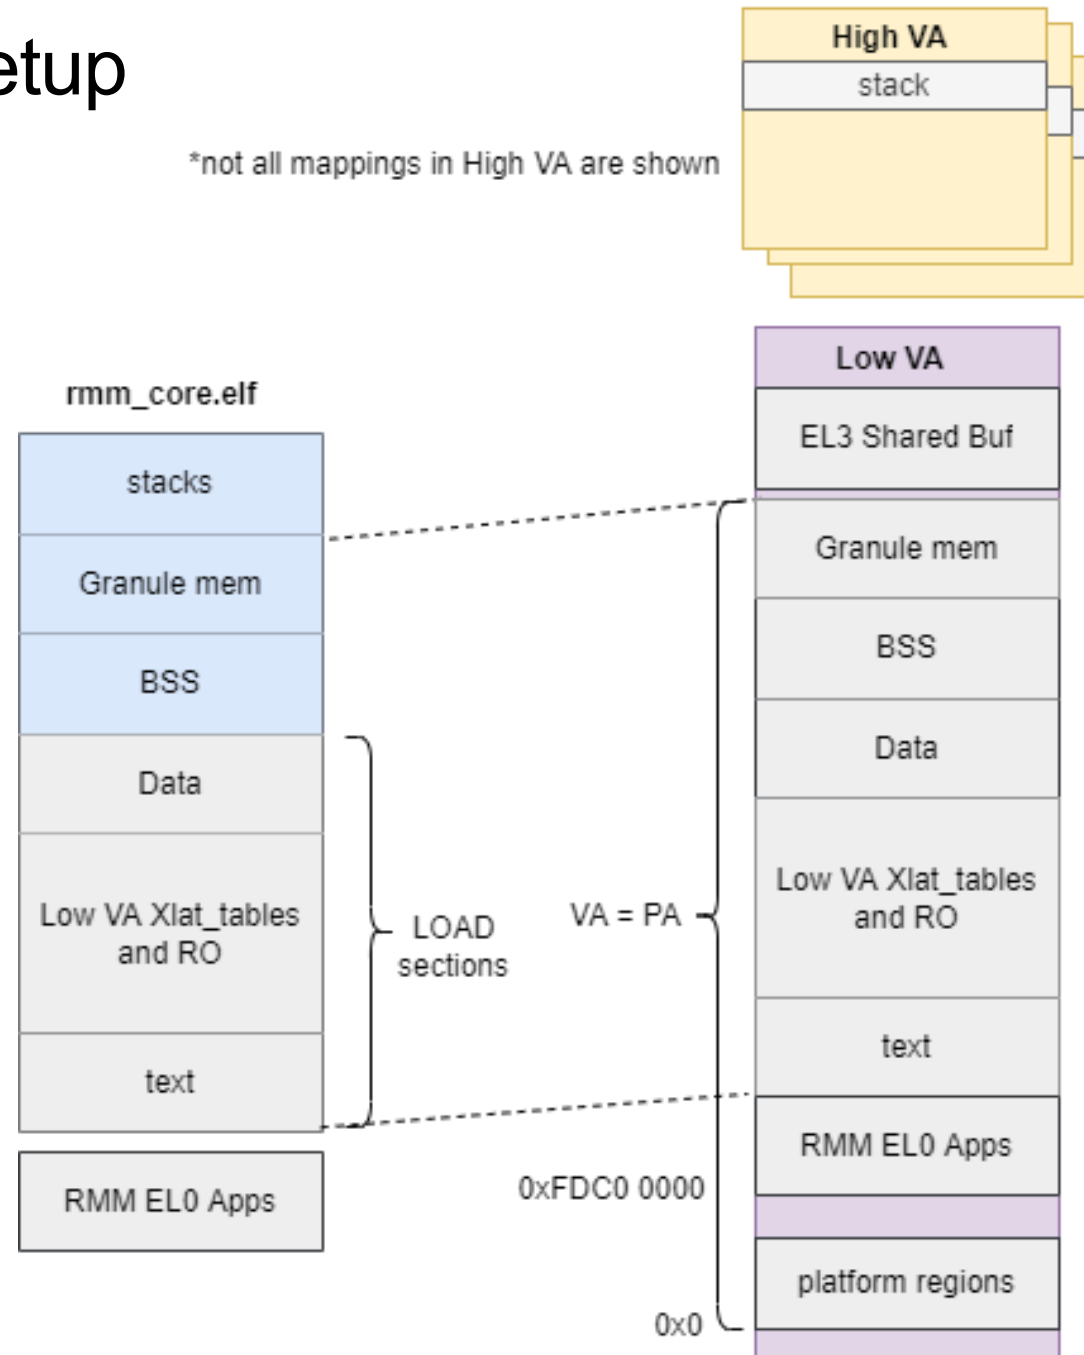 etup
High VA
stack
*not all mappings in High VA are shown
Low VA
EL3 Shared Buf
Granule mem
BSS
Data
Low VA Xlat_tables
and RO
text
RMM EL0 Apps
platform regions
rmm_core.elf
stacks
Granule mem
BSS
Data
Low VA Xlat_tables
and RO
text
RMM EL0 Apps
LOAD
sections
VA = PA
0xFDC0 0000
0x0